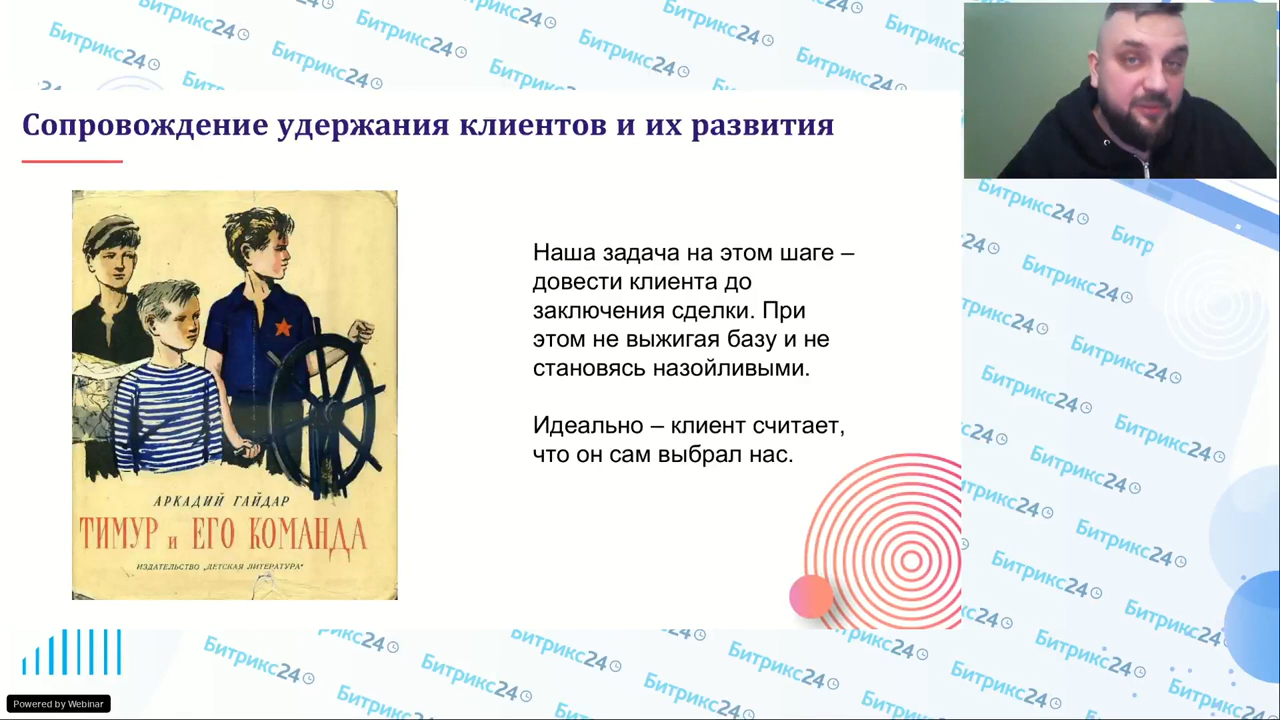 Битрикс24
Сопровождение удержания клиентов и их развития
Наша задача на этом шаге –
довести клиента до
заключения сделки. При
этом не выжигая базу и не
становясь назойливыми.
Идеально – клиент считает,
что он сам выбрал нас.
АРКАДИЙ ГАЙДАР
ТИМУР и ЕГО КОМАНДА
ИЗДАТЕЛЬСТВО „ДЕТСКАЯ ЛИТЕРАТУРА"
Powered by Webinar